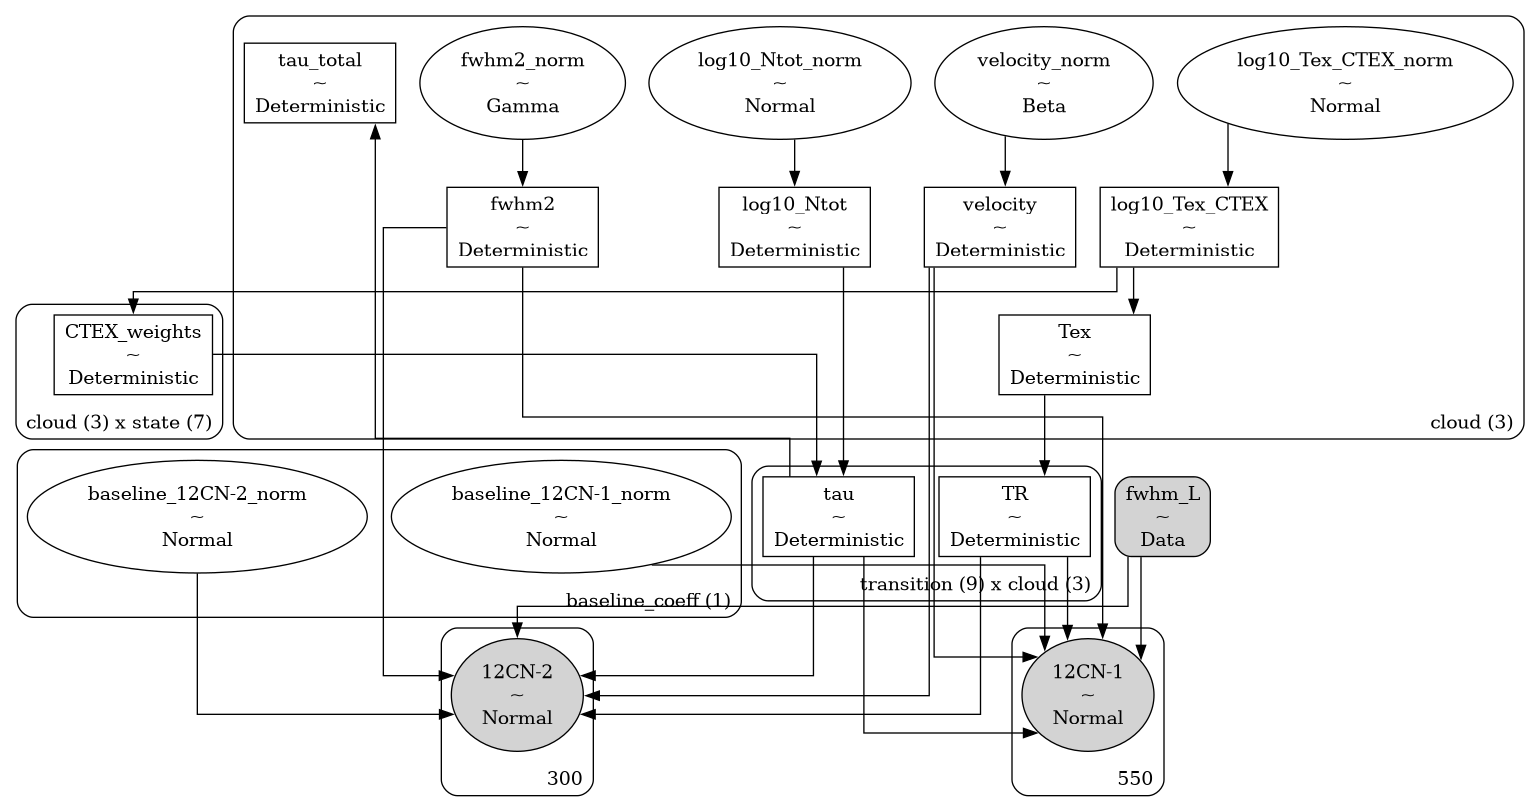 tau_total
~
Deterministic
fwhm2_norm
~
Gamma
log10_Ntot_norm
~
Normal
velocity_norm
~
Beta
log10_Tex_CTEX_norm
~
Normal
fwhm2
~
Deterministic
log10_Ntot
~
Deterministic
velocity
~
Deterministic
log10_Tex_CTEX
~
Deterministic
CTEX_weights
~
Deterministic
cloud (3) x state (7)
Tex
~
Deterministic
cloud (3)
baseline_12CN-2_norm
~
Normal
baseline_12CN-1_norm
~
Normal
baseline_coeff (1)
tau
~
Deterministic
TR
~
Deterministic
transition (9) x cloud (3)
fwhm_L
~
Data
12CN-2
~
Normal
300
12CN-1
~
Normal
550